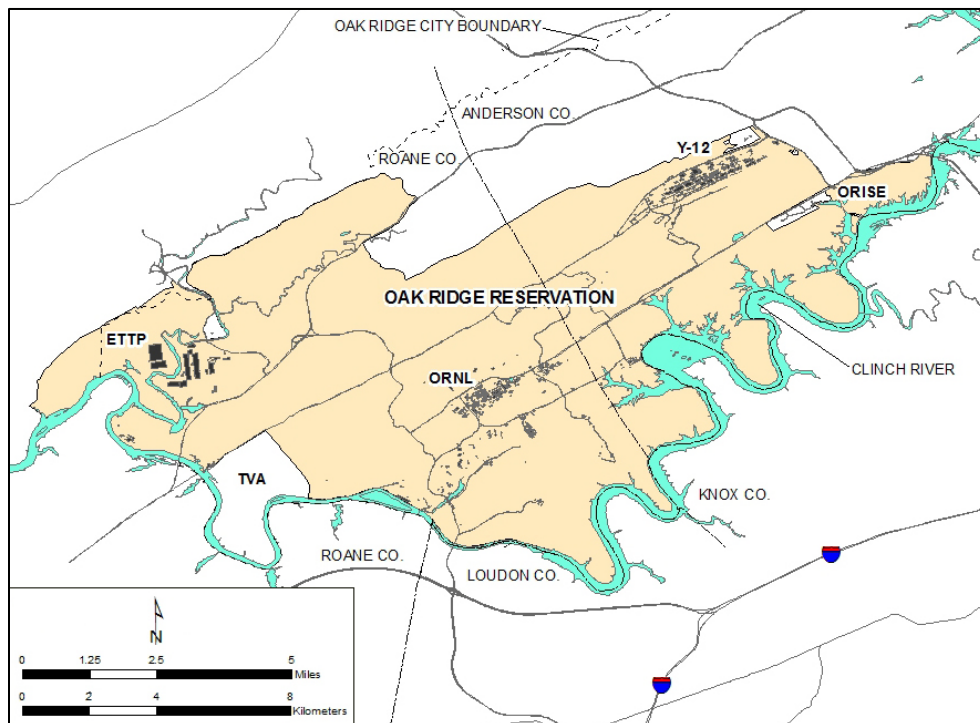 OAK RIDGE CITY BOUNDARY
ANDERSON CO.
ROANE CO.
Y-12
ORISE
OAK RIDGE RESERVATION
ETTP
ORNL
CLINCH RIVER
TVA
KNOX CO.
ROANE CO.
LOUDON CO.
N
0 1.25 2.5 5
Miles
0 2 4 8
Kilometers